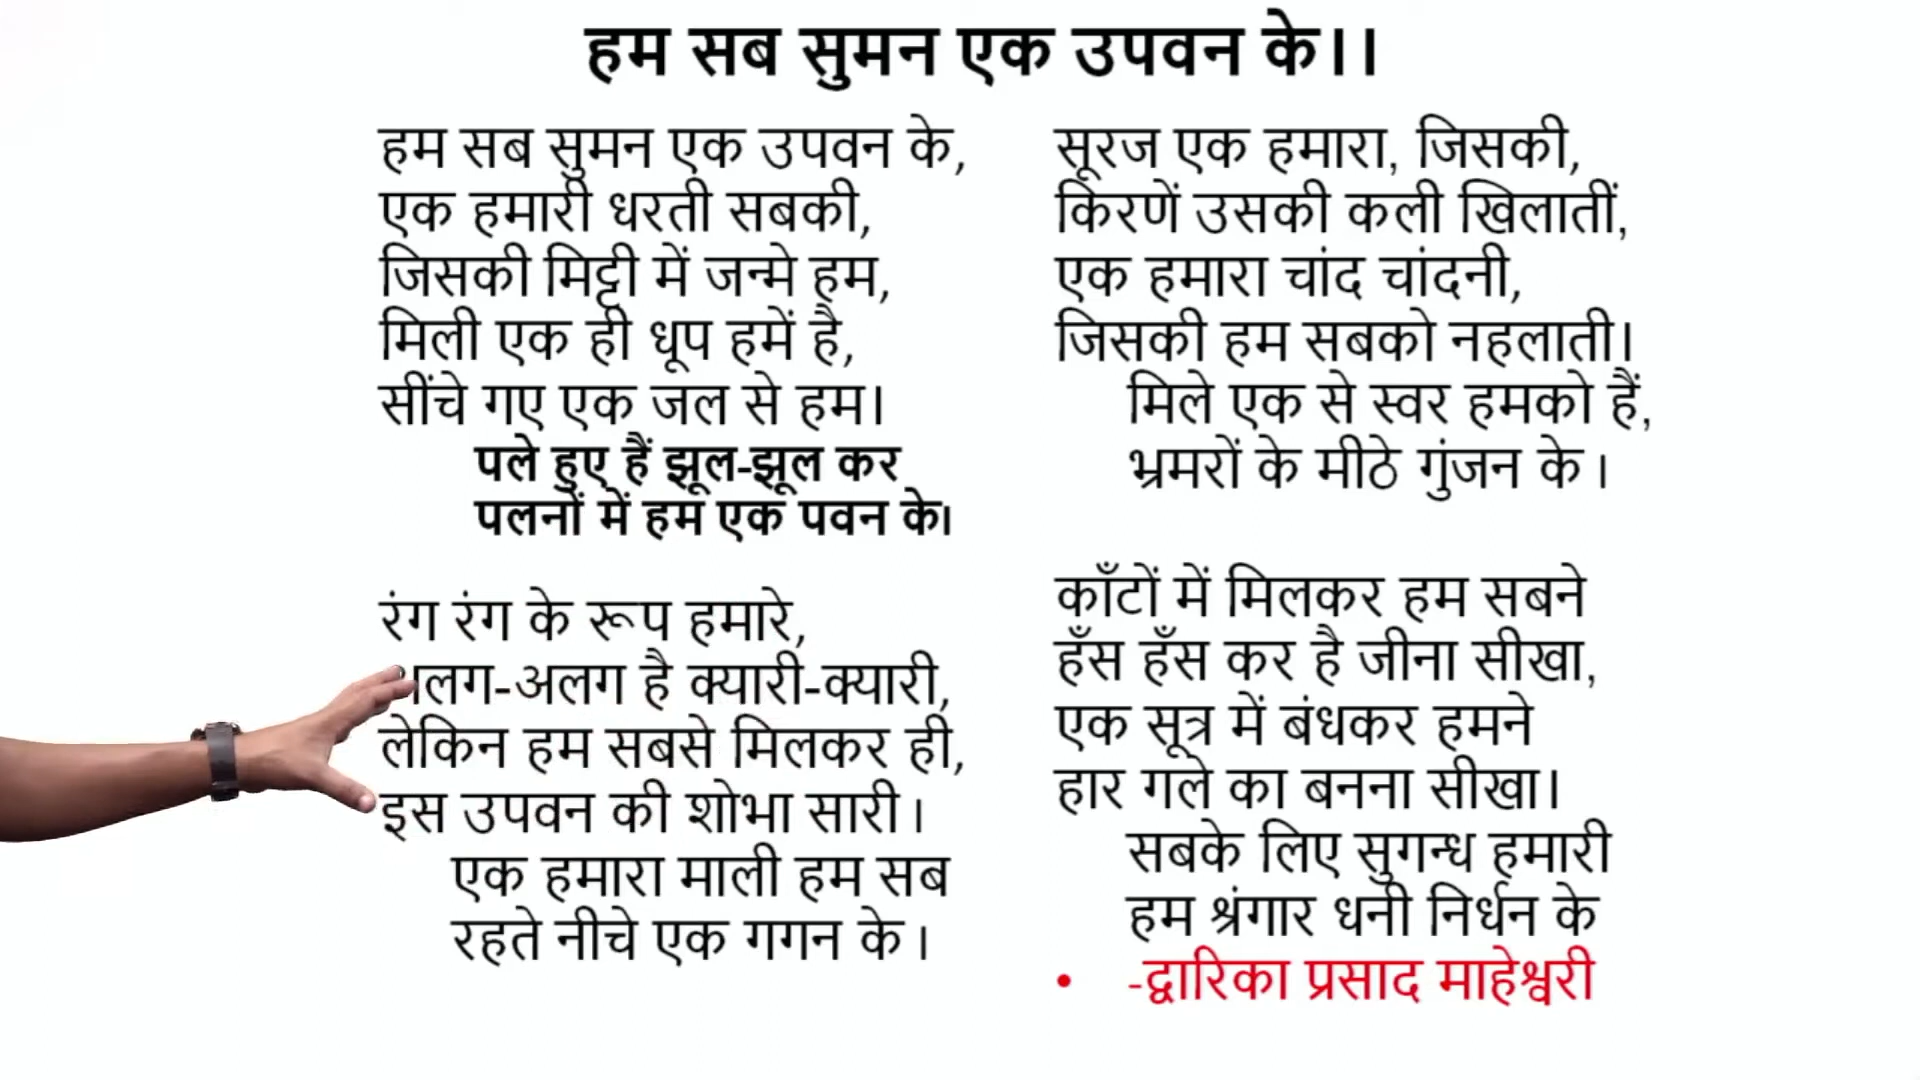 हम सब सुमन एक उपवन के।।
हम सब सुमन एक उपवन के,
एक हमारी धरती सबकी,
जिसकी मिट्टी में जन्मे हम,
मिली एक ही धूप हमें है,
सींचे गए एक जल से हम।
पले हुए हैं झूल-झूल कर
पलनों में हम एक पवन के।
रंग रंग के रूप हमारे,
अलग-अलग है क्यारी-क्यारी,
लेकिन हम सबसे मिलकर ही,
इस उपवन की शोभा सारी।
एक हमारा माली हम सब
रहते नीचे एक गगन के।
सूरज एक हमारा, जिसकी,
किरणें उसकी कली खिलातीं,
एक हमारा चांद चांदनी,
जिसकी हम सबको नहलाती।
मिले एक से स्वर हमको हैं,
भ्रमरों के मीठे गुंजन के।
काँटों में मिलकर हम सबने
हँस हँस कर है जीना सीखा,
एक सूत्र में बंधकर हमने
हार गले का बनना सीखा।
सबके लिए सुगन्ध हमारी
हम श्रंगार धनी निर्धन के
• -द्वारिका प्रसाद माहेश्वरी